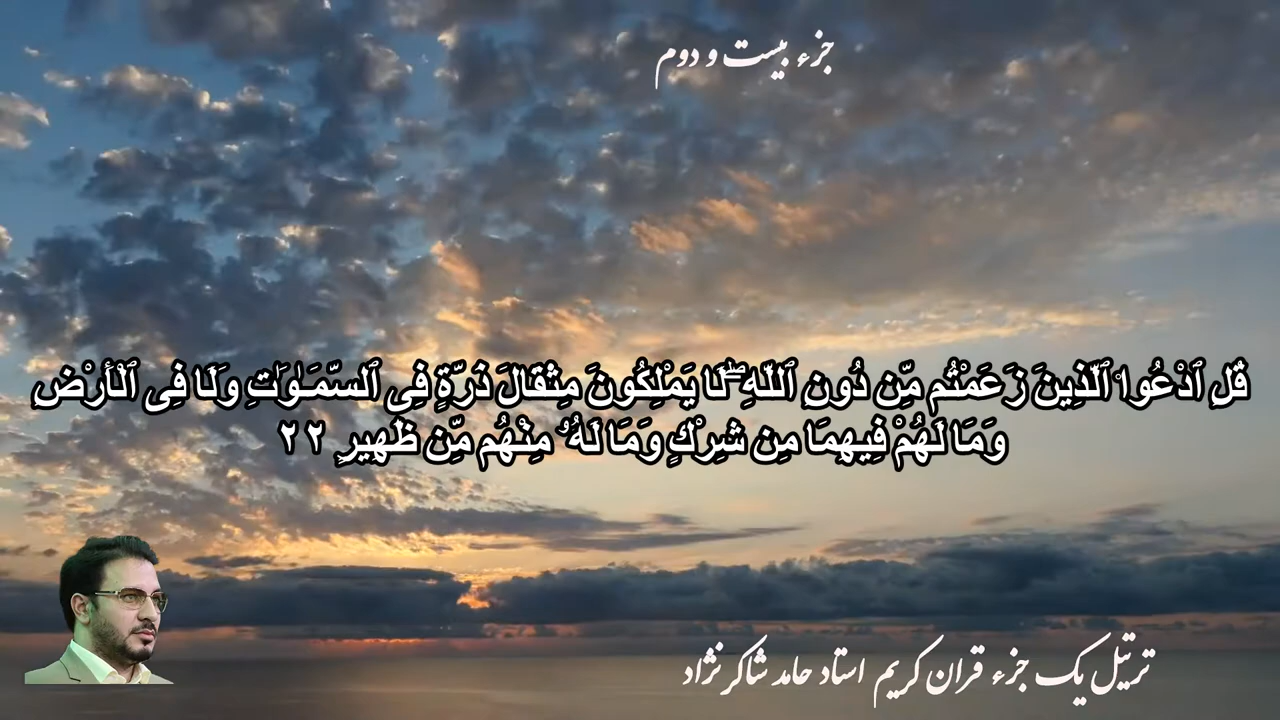 جزء بیست و دوم
قُلِ ٱدْعُوا۟ ٱلَّذِينَ زَعَمْتُم مِّن دُونِ ٱللَّهِ ۖ لَا يَمْلِكُونَ مِثْقَالَ ذَرَّةٍ فِى ٱلسَّمَـٰوَٰتِ وَلَا فِى ٱلْأَرْضِ
وَمَا لَهُمْ فِيهِمَا مِن شِرْكٍ وَمَا لَهُۥ مِنْهُم مِّن ظَهِيرٍ ٢٢
ترتیل یک جزء قران کریم استاد حامد شاکرنژاد